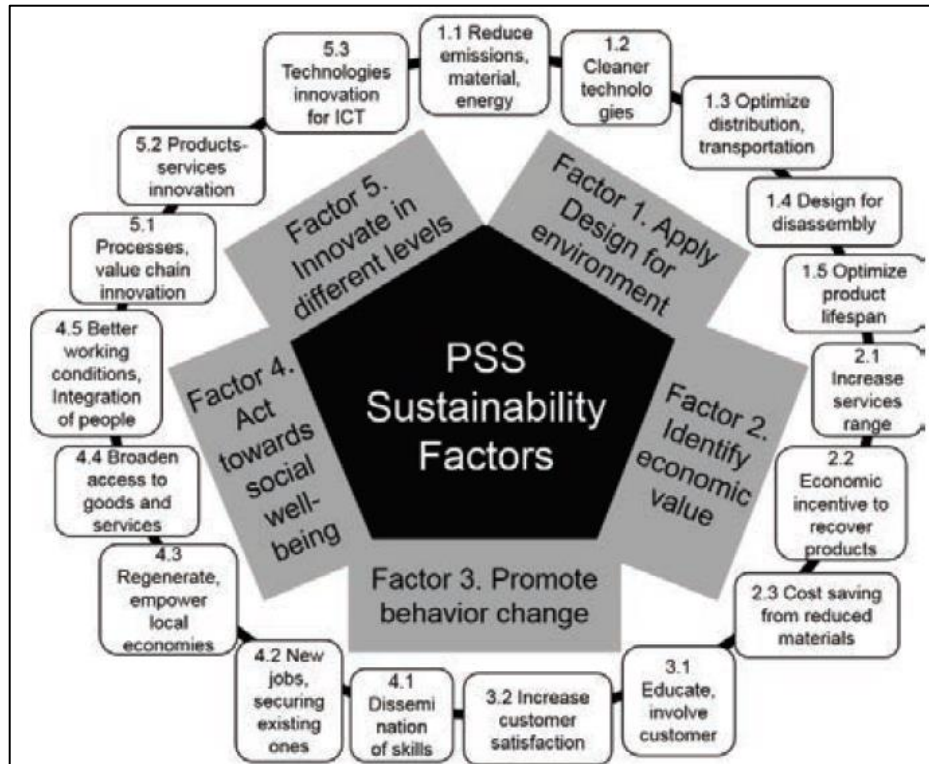 PSS
Sustainability
Factors
Factor 1. Apply
Design for
environment
Factor 2.
Identify
economic
value
Factor 3. Promote
behavior change
Factor 4.
Act
towards
social
well-
being
Factor 5.
Innovate in
different levels
1.1 Reduce
emissions,
material,
energy
1.2
Cleaner
technolo
gies
1.3 Optimize
distribution,
transportation
1.4 Design for
disassembly
1.5 Optimize
product
lifespan
2.1
Increase
services
range
2.2
Economic
incentive to
recover
products
2.3 Cost saving
from reduced
materials
3.1
Educate,
involve
customer
3.2 Increase
customer
satisfaction
4.1
Dissemi
nation
of skills
4.2 New
jobs,
securing
existing
ones
4.3
Regenerate,
empower
local
economies
4.4 Broaden
access to
goods and
services
4.5 Better
working
conditions,
Integration
of people
5.1
Processes,
value chain
innovation
5.2 Products-
services
innovation
5.3
Technologies
innovation
for ICT